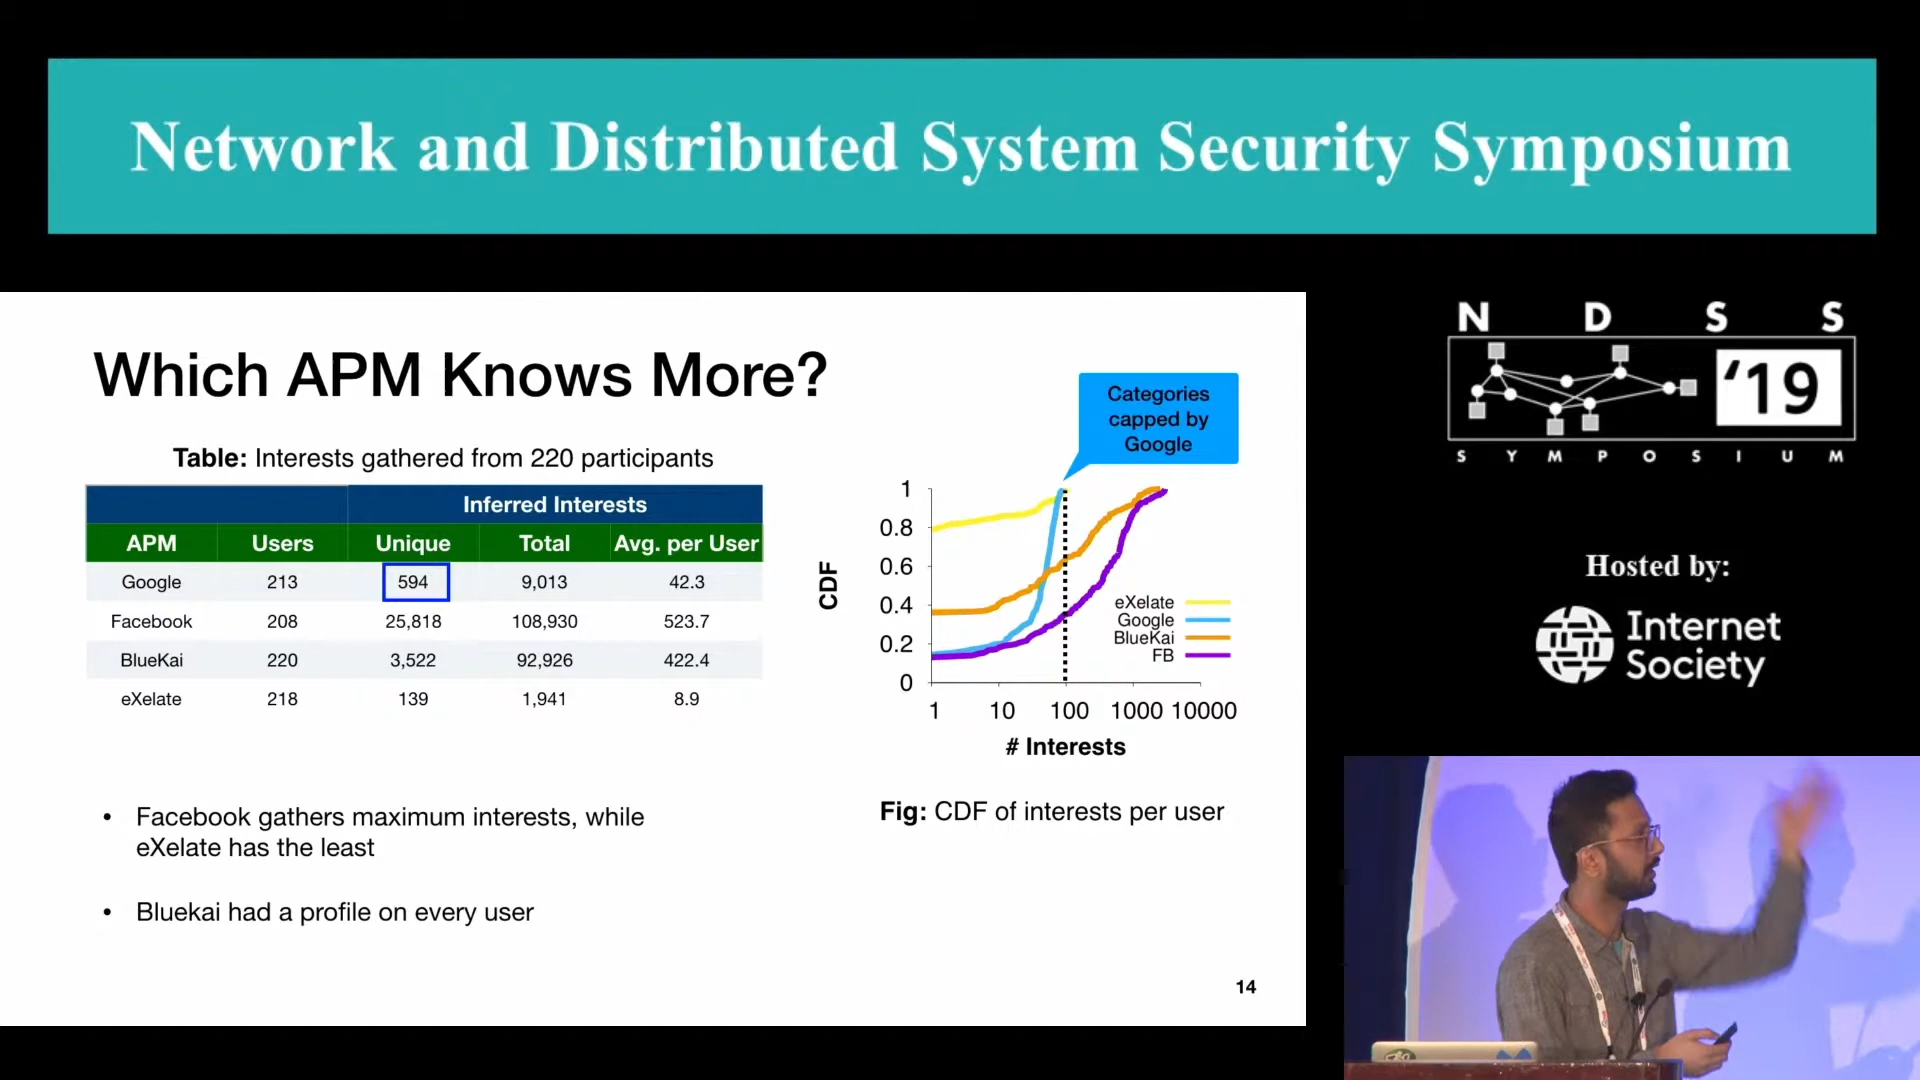 Network and Distributed System Security Symposium
N D S S
'19
SYMPOSIUM
Hosted by:
Internet
Society
Which APM Knows More?
Table: Interests gathered from 220 participants
Inferred Interests
APM Users Unique Total Avg. per User
Google 213 594 9,013 42.3
Facebook 208 25,818 108,930 523.7
BlueKai 220 3,522 92,926 422.4
eXelate 218 139 1,941 8.9
Categories
capped by
Google
1
0.8
0.6
0.4
0.2
0
CDF
eXelate
Google
BlueKai
FB
1 10 100 1000 10000
# Interests
Fig: CDF of interests per user
• Facebook gathers maximum interests, while
eXelate has the least
• Bluekai had a profile on every user
14